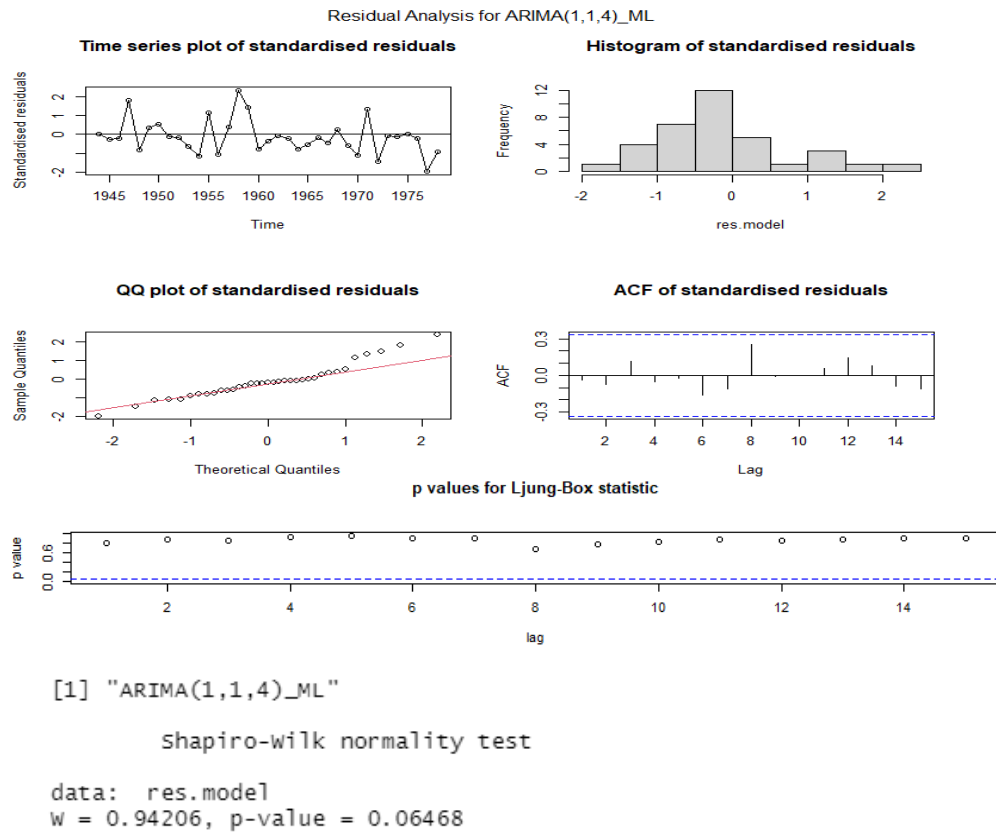 Residual Analysis for ARIMA(1,1,4)_ML
Time series plot of standardised residuals
Standardised residuals
2
0
-2
1945 1950 1955 1960 1965 1970 1975
Time
Histogram of standardised residuals
Frequency
12
8
4
0
-2 -1 0 1 2
res.model
QQ plot of standardised residuals
Sample Quantiles
2
0
-2
-2 -1 0 1 2
Theoretical Quantiles
ACF of standardised residuals
ACF
0.3
0.0
-0.3
2 4 6 8 10 12 14
Lag
p values for Ljung-Box statistic
p value
0.6
0.0
2 4 6 8 10 12 14
lag
[1] "ARIMA(1,1,4)_ML"
Shapiro-Wilk normality test
data: res.model
W = 0.94206, p-value = 0.06468